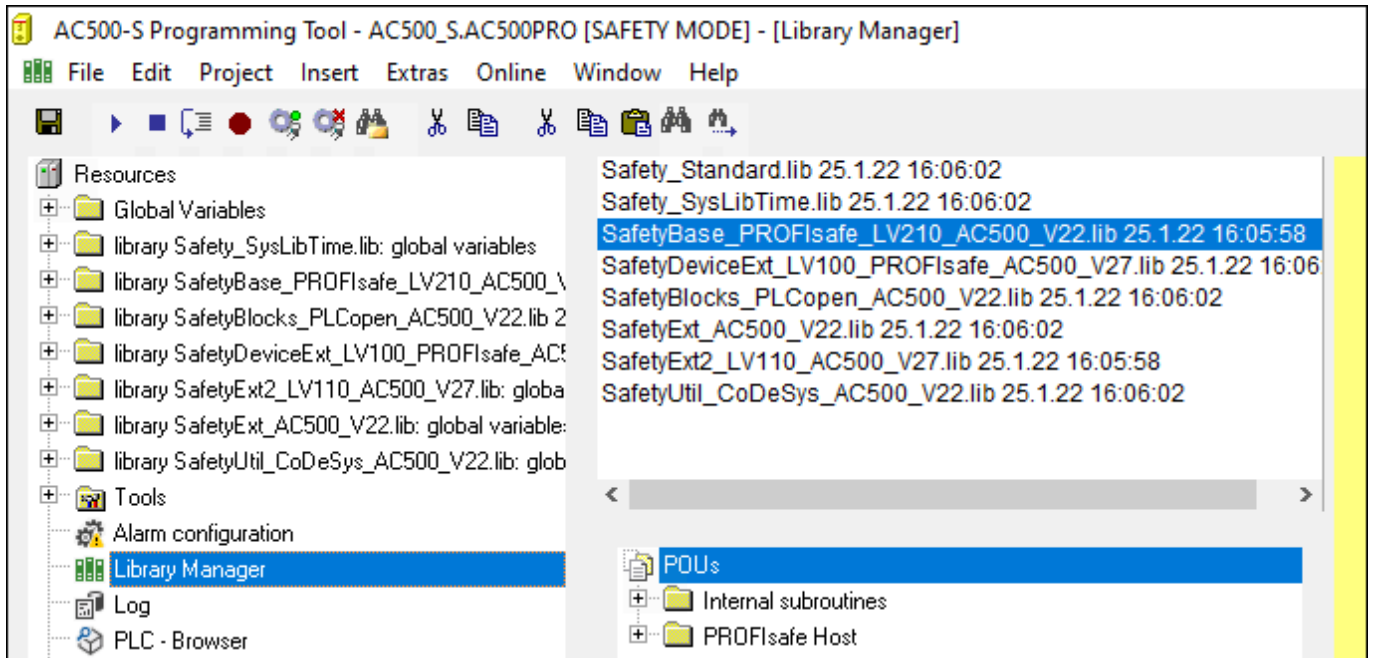 AC500-S Programming Tool - AC500_S.AC500PRO [SAFETY MODE] - [Library Manager]
File Edit Project Insert Extras Online Window Help
Resources
Global Variables
library Safety_SysLibTime.lib: global variables
library SafetyBase_PROFIsafe_LV210_AC500_\
library SafetyBlocks_PLCopen_AC500_V22.lib 2
library SafetyDeviceExt_LV100_PROFIsafe_AC5
library SafetyExt2_LV110_AC500_V27.lib: globa
library SafetyExt_AC500_V22.lib: global variable:
library SafetyUtil_CoDeSys_AC500_V22.lib: glob
Tools
Alarm configuration
Library Manager
Log
PLC - Browser
Safety_Standard.lib 25.1.22 16:06:02
Safety_SysLibTime.lib 25.1.22 16:06:02
SafetyBase_PROFIsafe_LV210_AC500_V22.lib 25.1.22 16:05:58
SafetyDeviceExt_LV100_PROFIsafe_AC500_V27.lib 25.1.22 16:06
SafetyBlocks_PLCopen_AC500_V22.lib 25.1.22 16:06:02
SafetyExt_AC500_V22.lib 25.1.22 16:06:02
SafetyExt2_LV110_AC500_V27.lib 25.1.22 16:05:58
SafetyUtil_CoDeSys_AC500_V22.lib 25.1.22 16:06:02
POUs
Internal subroutines
PROFIsafe Host